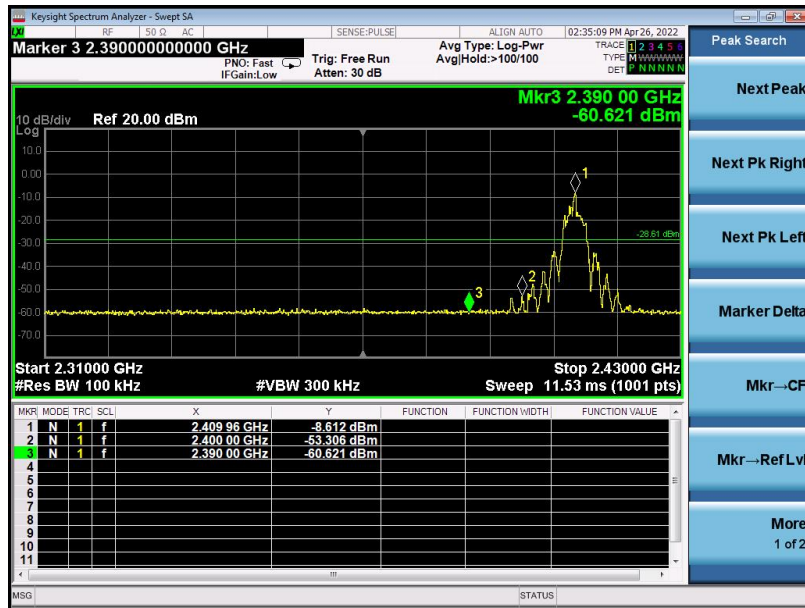 Keysight Spectrum Analyzer - Swept SA
LXI RF 50 Ω AC SENSE:PULSE ALIGN AUTO 02:35:09 PM Apr 26, 2022
Marker 3 2.390000000000 GHz
PNO: Fast
IFGain:Low
Trig: Free Run
Atten: 30 dB
Avg Type: Log-Pwr
Avg|Hold:>100/100
TRACE 1 2 3 4 5 6
TYPE M WWWWW
DET P N N N N N
Mkr3 2.390 00 GHz
-60.621 dBm
10 dB/div Ref 20.00 dBm
Log
10.0
0.00
-10.0
-20.0
-30.0
-40.0
-50.0
-60.0
-70.0
1
2
3
-28.61 dBm
Start 2.31000 GHz Stop 2.43000 GHz
#Res BW 100 kHz #VBW 300 kHz Sweep 11.53 ms (1001 pts)
MKR MODE TRC SCL X Y FUNCTION FUNCTION WIDTH FUNCTION VALUE
1 N 1 f 2.409 96 GHz -8.612 dBm
2 N 1 f 2.400 00 GHz -53.306 dBm
3 N 1 f 2.390 00 GHz -60.621 dBm
4
5
6
7
8
9
10
11
MSG STATUS
Peak Search
Next Peak
Next Pk Right
Next Pk Left
Marker Delta
Mkr→CF
Mkr→Ref Lvl
More
1 of 2